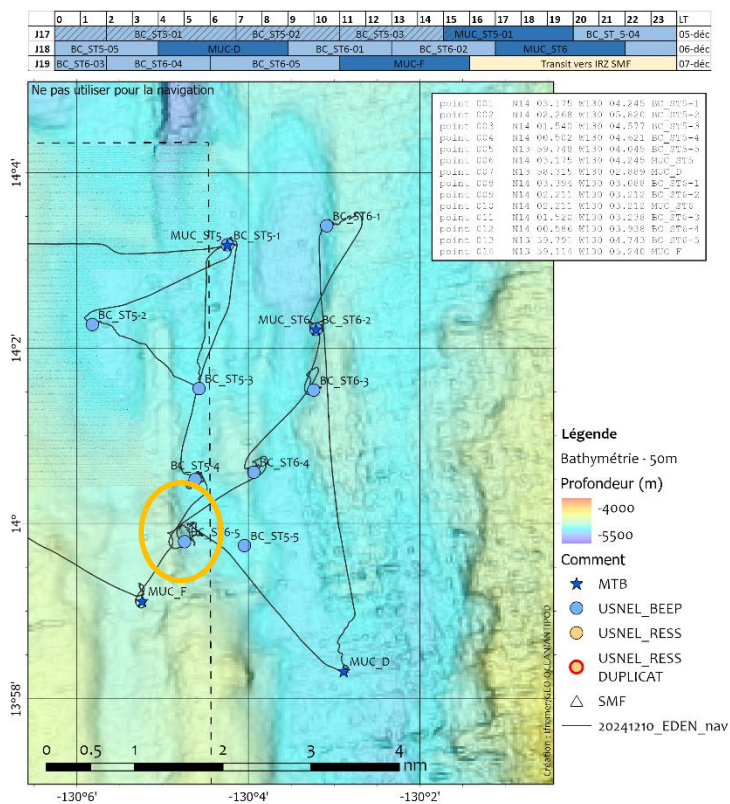 0 1 2 3 4 5 6 7 8 9 10 11 12 13 14 15 16 17 18 19 20 21 22 23 LT
J17 BC_ST5-01 BC_ST5-02 BC_ST5-03 MUC_ST5-01 BC_ST_5-04 05-déc
J18 BC_ST5-05 MUC-D BC_ST6-01 BC_ST6-02 MUC_ST6 06-déc
J19 BC_ST6-03 BC_ST6-04 BC_ST6-05 MUC-F Transit vers IRZ SMF 07-déc
Ne pas utiliser pour la navigation
point 001 N14 03.175 W130 04.245 BC_ST5-1
point 002 N14 02.268 W130 05.820 BC_ST5-2
point 003 N14 01.540 W130 04.577 BC_ST5-3
point 004 N14 00.502 W130 04.621 BC_ST5-4
point 005 N13 59.748 W130 04.045 BC_ST5-5
point 006 N14 03.175 W130 04.245 MUC_ST5
point 007 N13 58.315 W130 02.889 MUC_D
point 008 N14 03.394 W130 03.088 BC_ST6-1
point 009 N14 02.211 W130 03.212 BC_ST6-2
point 010 N14 02.211 W130 03.212 MUC_ST6
point 011 N14 01.520 W130 03.238 BC_ST6-3
point 012 N14 00.586 W130 03.938 BC_ST6-4
point 013 N13 59.793 W130 04.743 BC_ST6-5
point 014 N13 59.114 W130 05.240 MUC_F
14°4'
BC_ST6-1
MUC_ST5 BC_ST5-1
BC_ST5-2
MUC_ST6 BC_ST6-2
14°2'
BC_ST5-3
BC_ST6-3
BC_ST5-4
BC_ST6-4
14°
BC_ST6-5
BC_ST5-5
MUC_F
MUC_D
13°58'
0 0.5 1 2 3 4
nm
-130°6' -130°4' -130°2'
Légende
Bathymétrie - 50m
Profondeur (m)
-4000
-5500
Comment
MTB
USNEL_BEEP
USNEL_RESS
USNEL_RESS
DUPLICAT
SMF
20241210_EDEN_nav